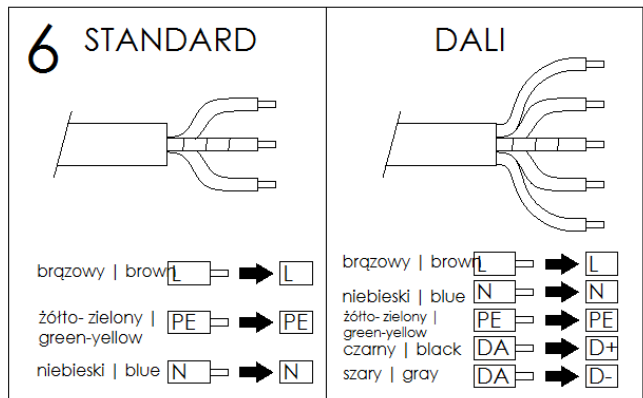 6 STANDARD
brązowy | brown L L
żółto- zielony | green-yellow PE PE
niebieski | blue N N
DALI
brązowy | brown L L
niebieski | blue N N
żółto- zielony | green-yellow PE PE
czarny | black DA D+
szary | gray DA D-